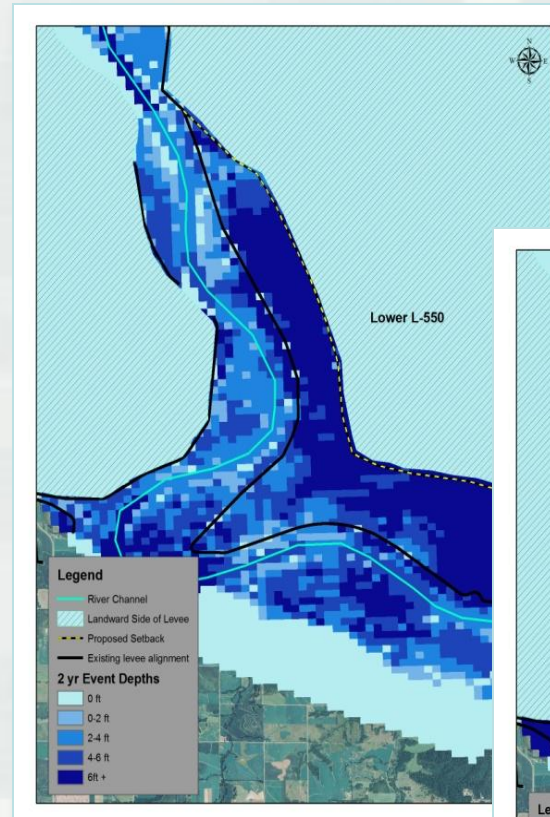 N
W E
S
Lower L-550
Legend
River Channel
Landward Side of Levee
Proposed Setback
Existing levee alignment
2 yr Event Depths
0 ft
0-2 ft
2-4 ft
4-6 ft
6ft +
Le